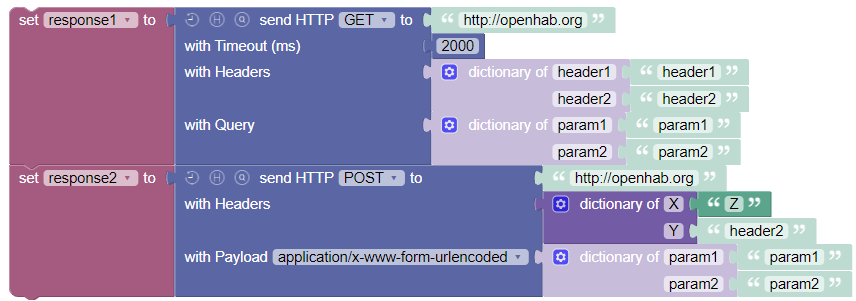 set response1 to H send HTTP GET to “ http://openhab.org ”
with Timeout (ms) 2000
with Headers dictionary of header1 “ header1 ”
header2 “ header2 ”
with Query dictionary of param1 “ param1 ”
param2 “ param2 ”
set response2 to H send HTTP POST to “ http://openhab.org ”
with Headers dictionary of X “ Z ”
Y “ header2 ”
with Payload application/x-www-form-urlencoded dictionary of param1 “ param1 ”
param2 “ param2 ”